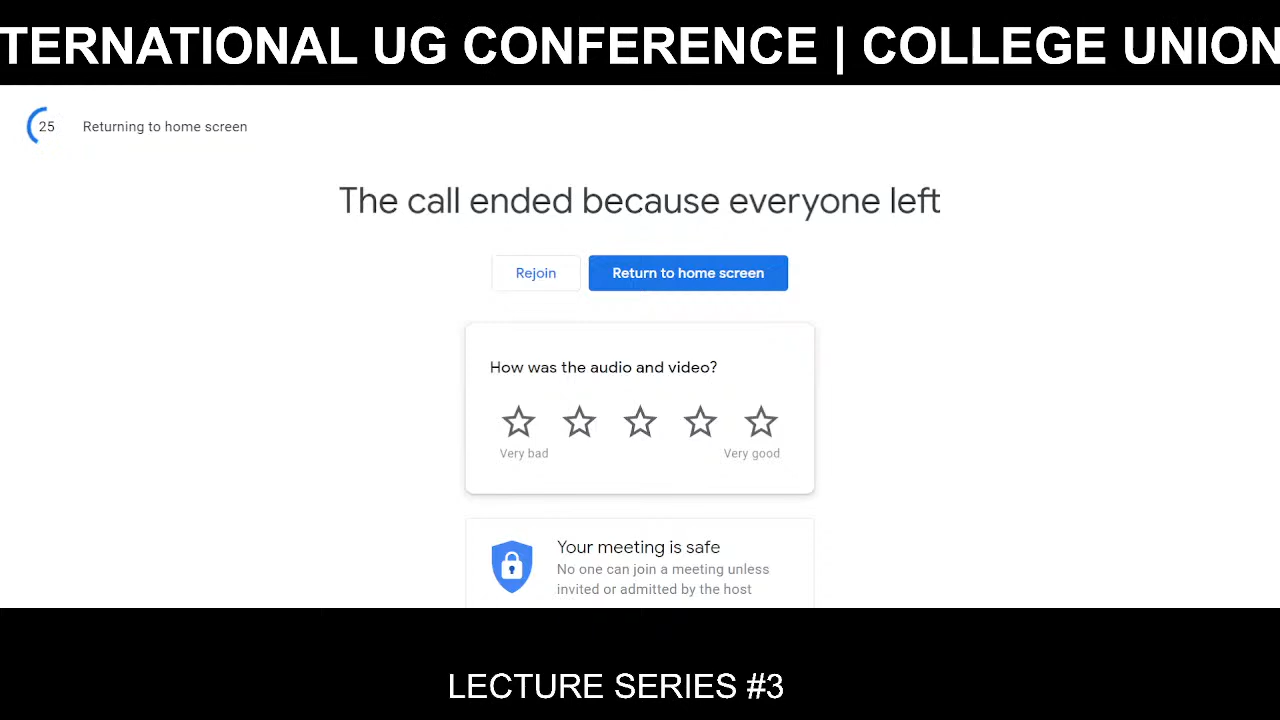 TERNATIONAL UG CONFERENCE | COLLEGE UNION
25 Returning to home screen
The call ended because everyone left
Rejoin Return to home screen
How was the audio and video?
Very bad Very good
Your meeting is safe
No one can join a meeting unless
invited or admitted by the host
LECTURE SERIES #3